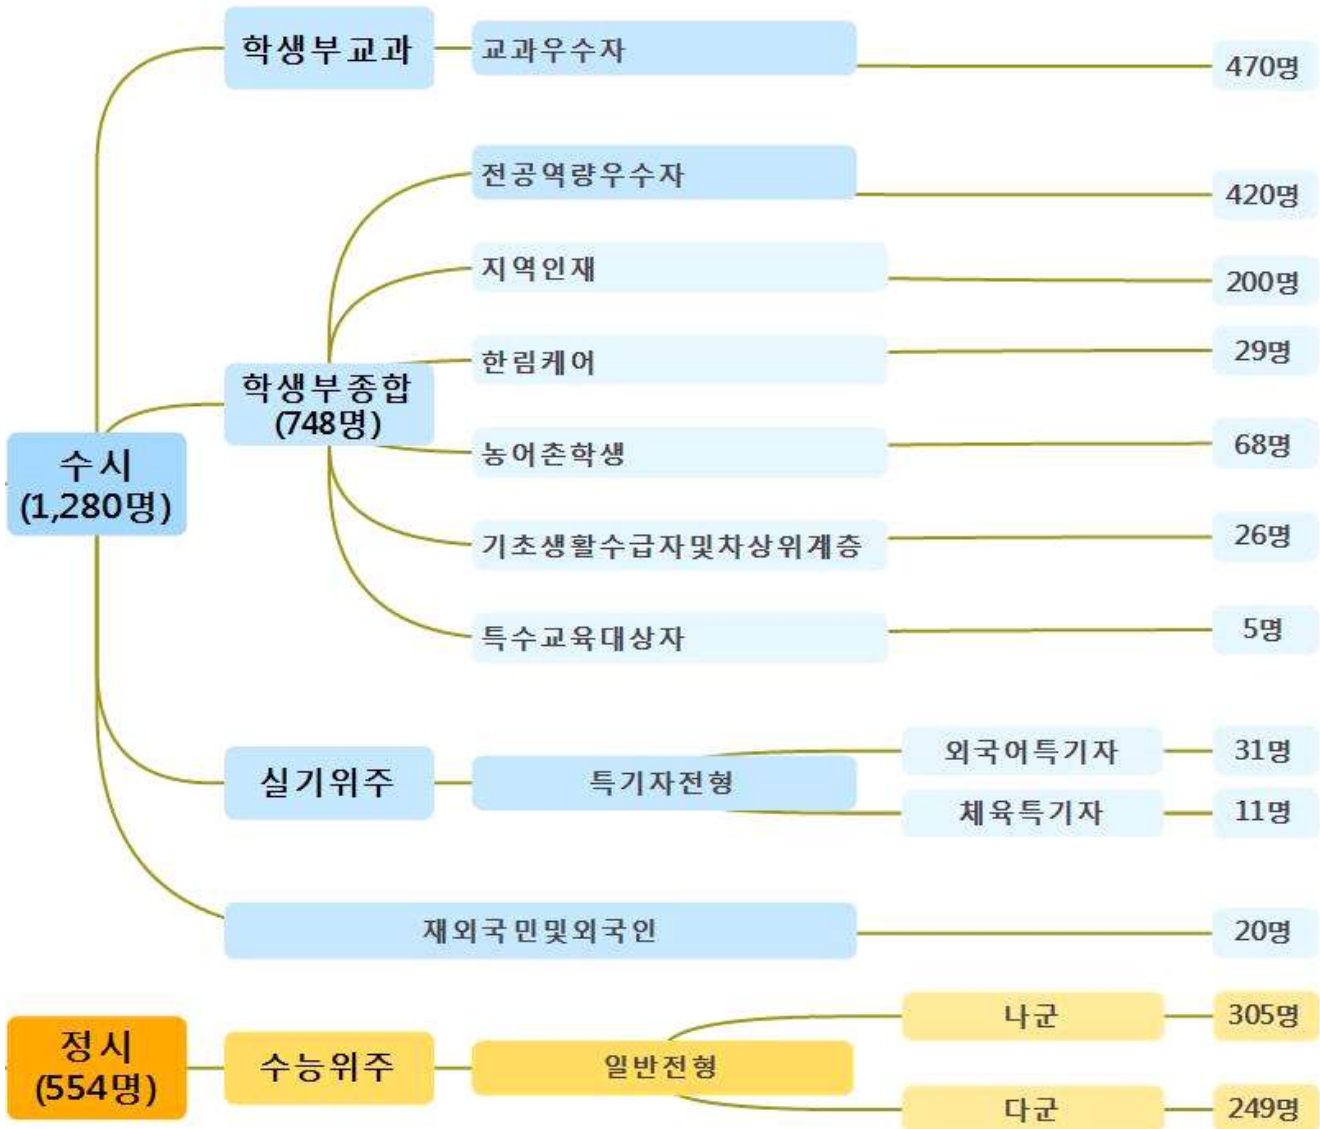 학생부교과
교과우수자
470명
전공역량우수자
420명
지역인재
200명
한림케어
29명
학생부종합
(748명)
농어촌학생
68명
수시
(1,280명)
기초생활수급자및차상위계층
26명
특수교육대상자
5명
실기위주
특기자전형
외국어특기자
31명
체육특기자
11명
재외국민및외국인
20명
정시
(554명)
수능위주
일반전형
나군
305명
다군
249명